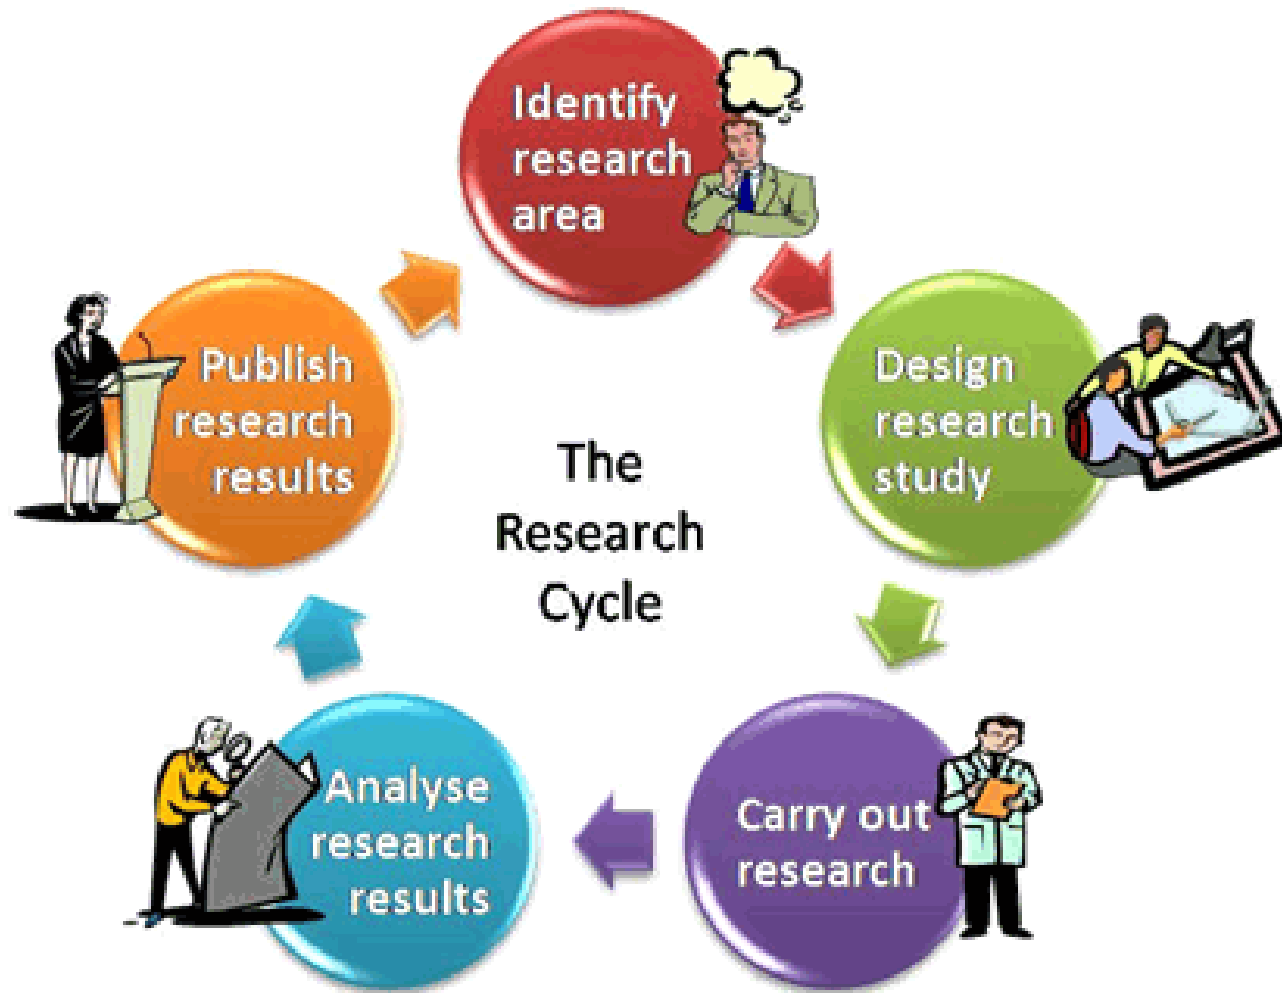 Identify
research
area
Design
research
study
Carry out
research
Analyse
research
results
Publish
research
results
The
Research
Cycle